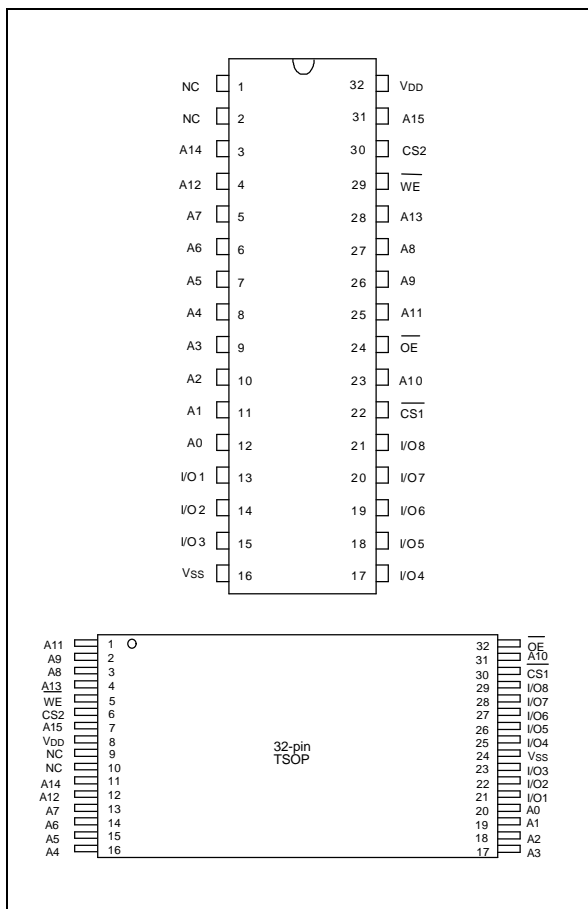 NC 1 32 VDD
NC 2 31 A15
A14 3 30 CS2
A12 4 29 WE
A7 5 28 A13
A6 6 27 A8
A5 7 26 A9
A4 8 25 A11
A3 9 24 OE
A2 10 23 A10
A1 11 22 CS1
A0 12 21 I/O8
I/O1 13 20 I/O7
I/O2 14 19 I/O6
I/O3 15 18 I/O5
VSS 16 17 I/O4
A11 1 32 OE
A9 2 31 A10
A8 3 30 CS1
A13 4 29 I/O8
WE 5 28 I/O7
CS2 6 27 I/O6
A15 7 26 I/O5
VDD 8 25 I/O4
NC 9 24 VSS
NC 10 23 I/O3
A14 11 22 I/O2
A12 12 21 I/O1
A7 13 20 A0
A6 14 19 A1
A5 15 18 A2
A4 16 17 A3
32-pin
TSOP